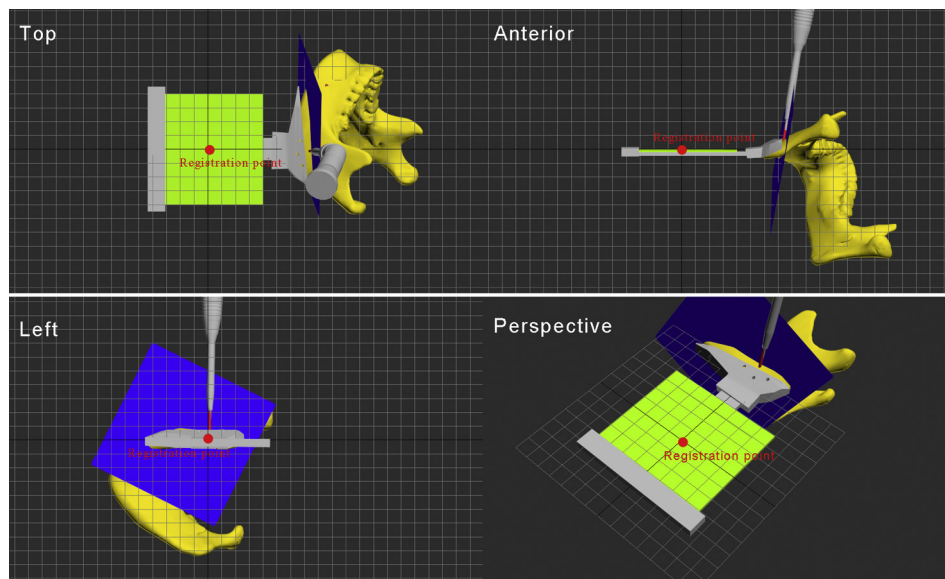 Top
Registration point
Anterior
Registration point
Left
Registration point
Perspective
Registration point